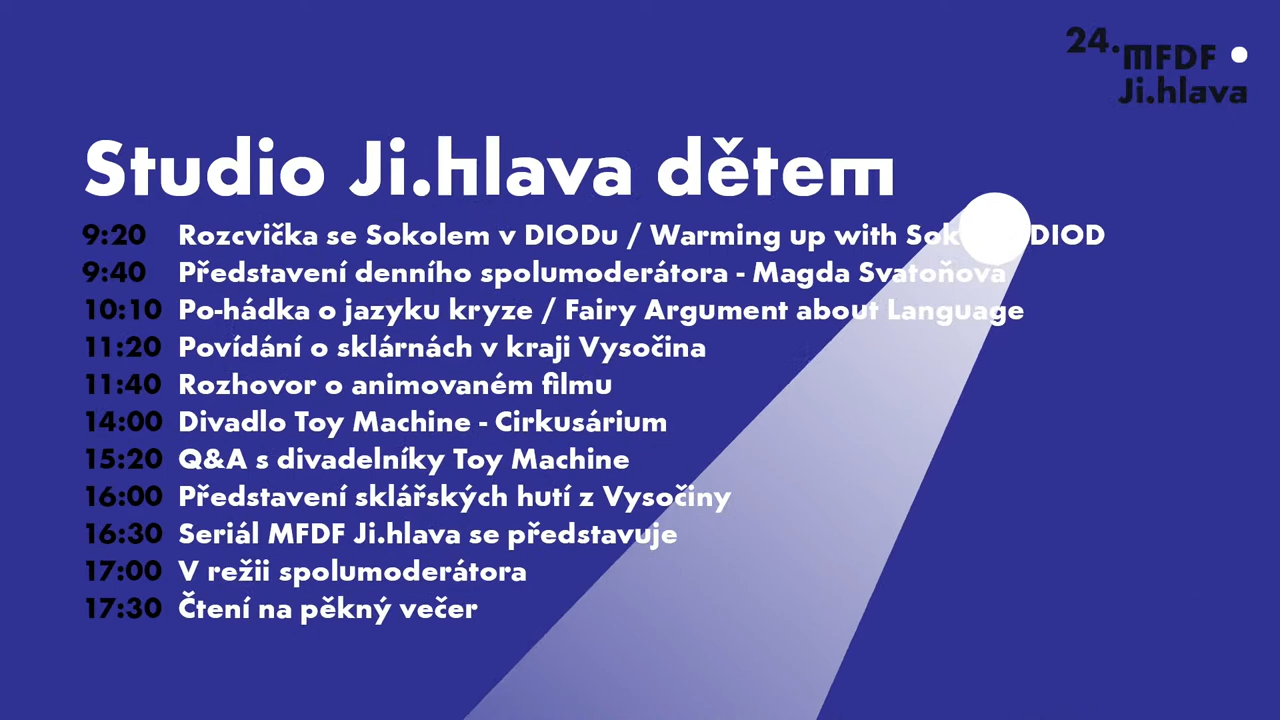 24. MFDF
Ji.hlava
Studio Ji.hlava dětem
9:20 Rozcvička se Sokolem v DIODu / Warming up with DIOD
9:40 Představení denního spolumoderátora - Magda Svatoňová
10:10 Po-hádka o jazyku kryze / Fairy Argument about Language
11:20 Povídání o sklárnách v kraji Vysočina
11:40 Rozhovor o animovaném filmu
14:00 Divadlo Toy Machine - Cirkusárium
15:20 Q&A s divadelníky Toy Machine
16:00 Představení sklářských hutí z Vysočiny
16:30 Seriál MFDF Ji.hlava se představuje
17:00 V režii spolumoderátora
17:30 Čtení na pěkný večer